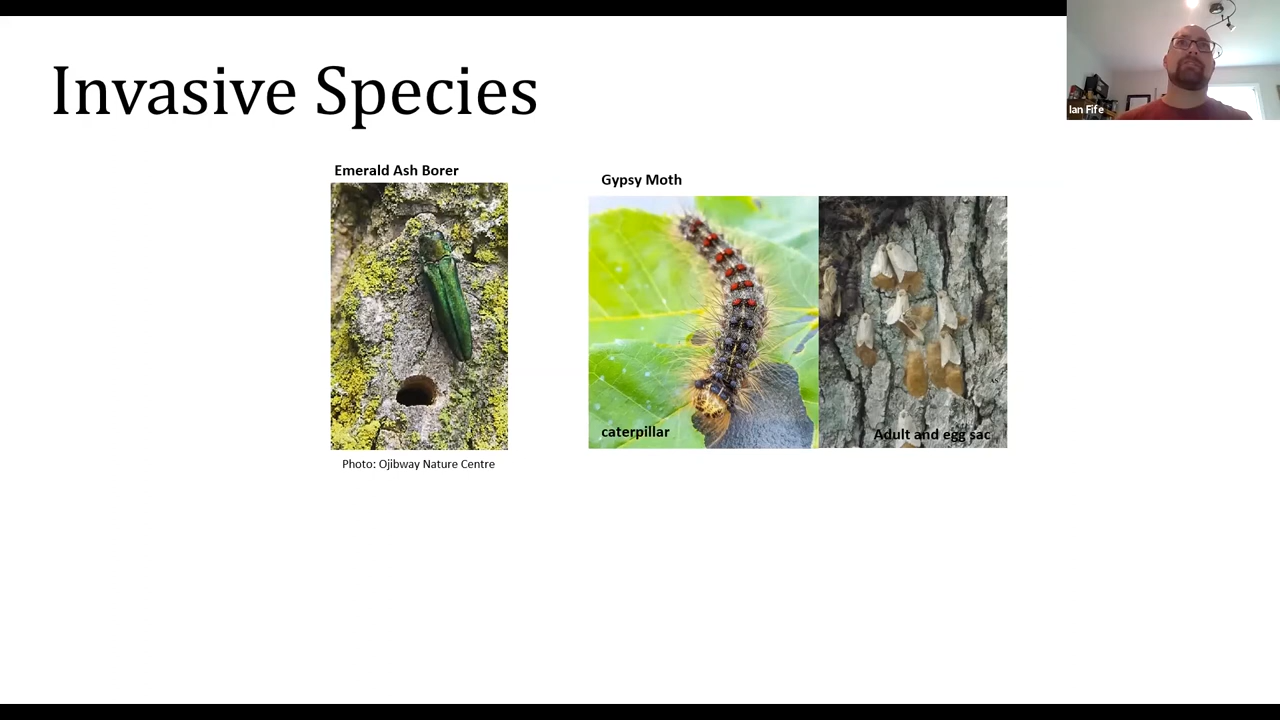 Invasive Species
Ian Fife
Emerald Ash Borer
Gypsy Moth
caterpillar
Adult and egg sac
Photo: Ojibway Nature Centre